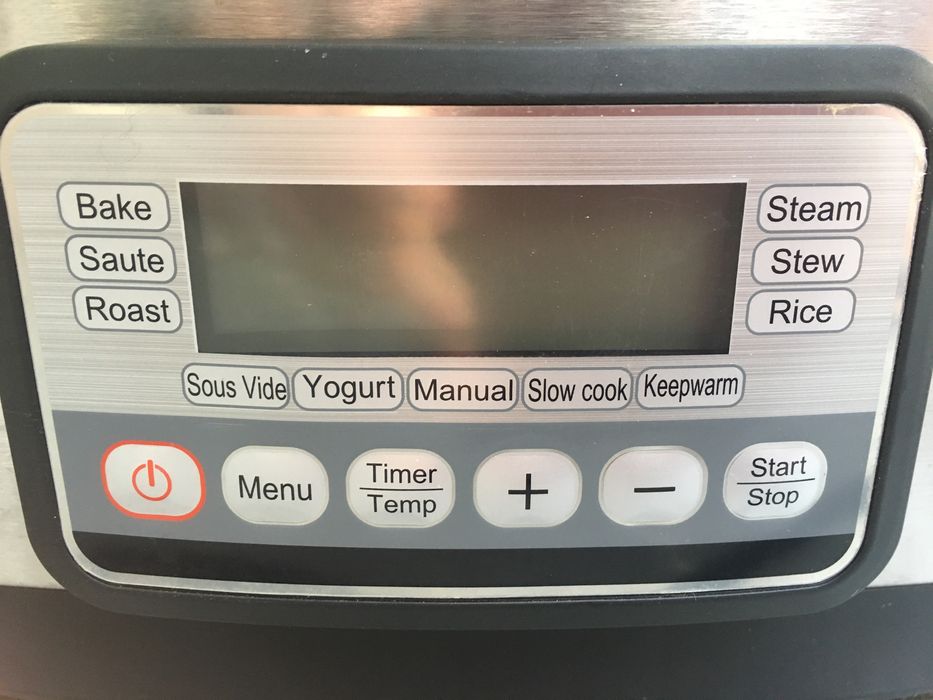 Bake
Saute
Roast
Steam
Stew
Rice
Sous Vide Yogurt Manual Slow cook Keepwarm
Menu
Timer
Temp
+
−
Start
Stop